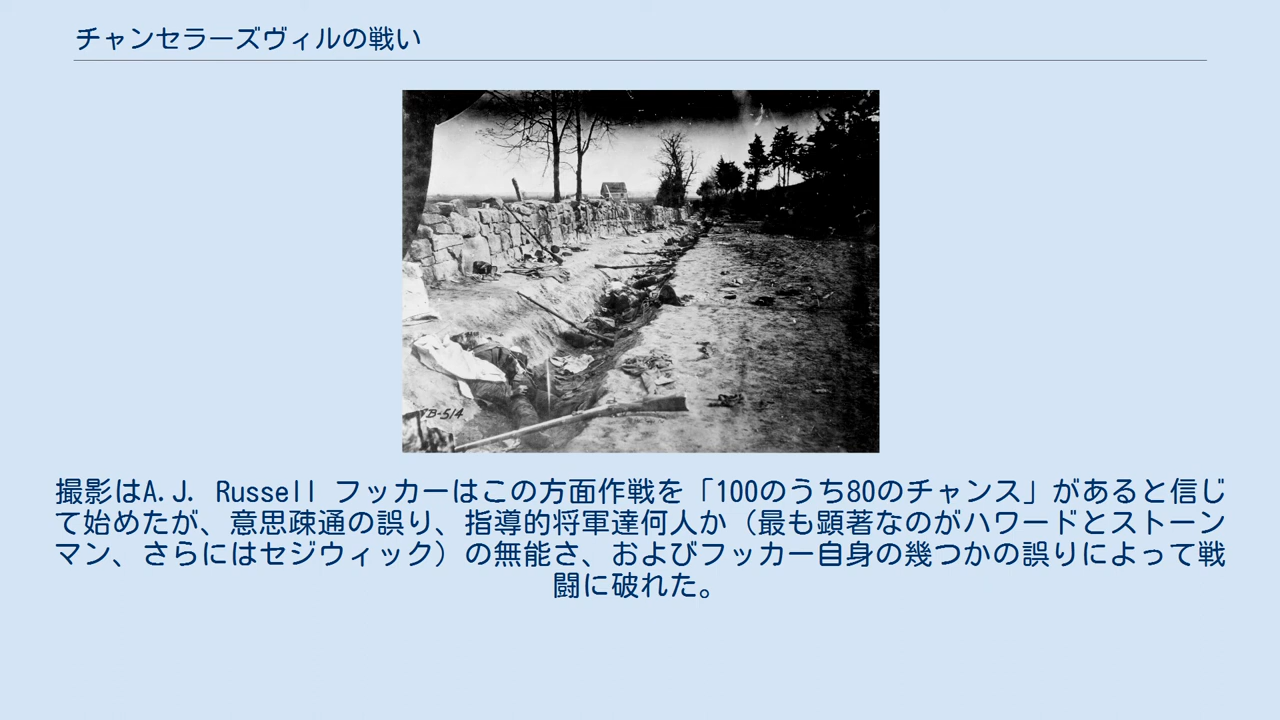 チャンセラーズヴィルの戦い
B-514
撮影はA.J. Russell フッカーはこの方面作戦を「100のうち80のチャンス」があると信じ
て始めたが、意思疎通の誤り、指導的将軍達何人か（最も顕著なのがハワードとストーン
マン、さらにはセジウィック）の無能さ、およびフッカー自身の幾つかの誤りによって戦
闘に破れた。